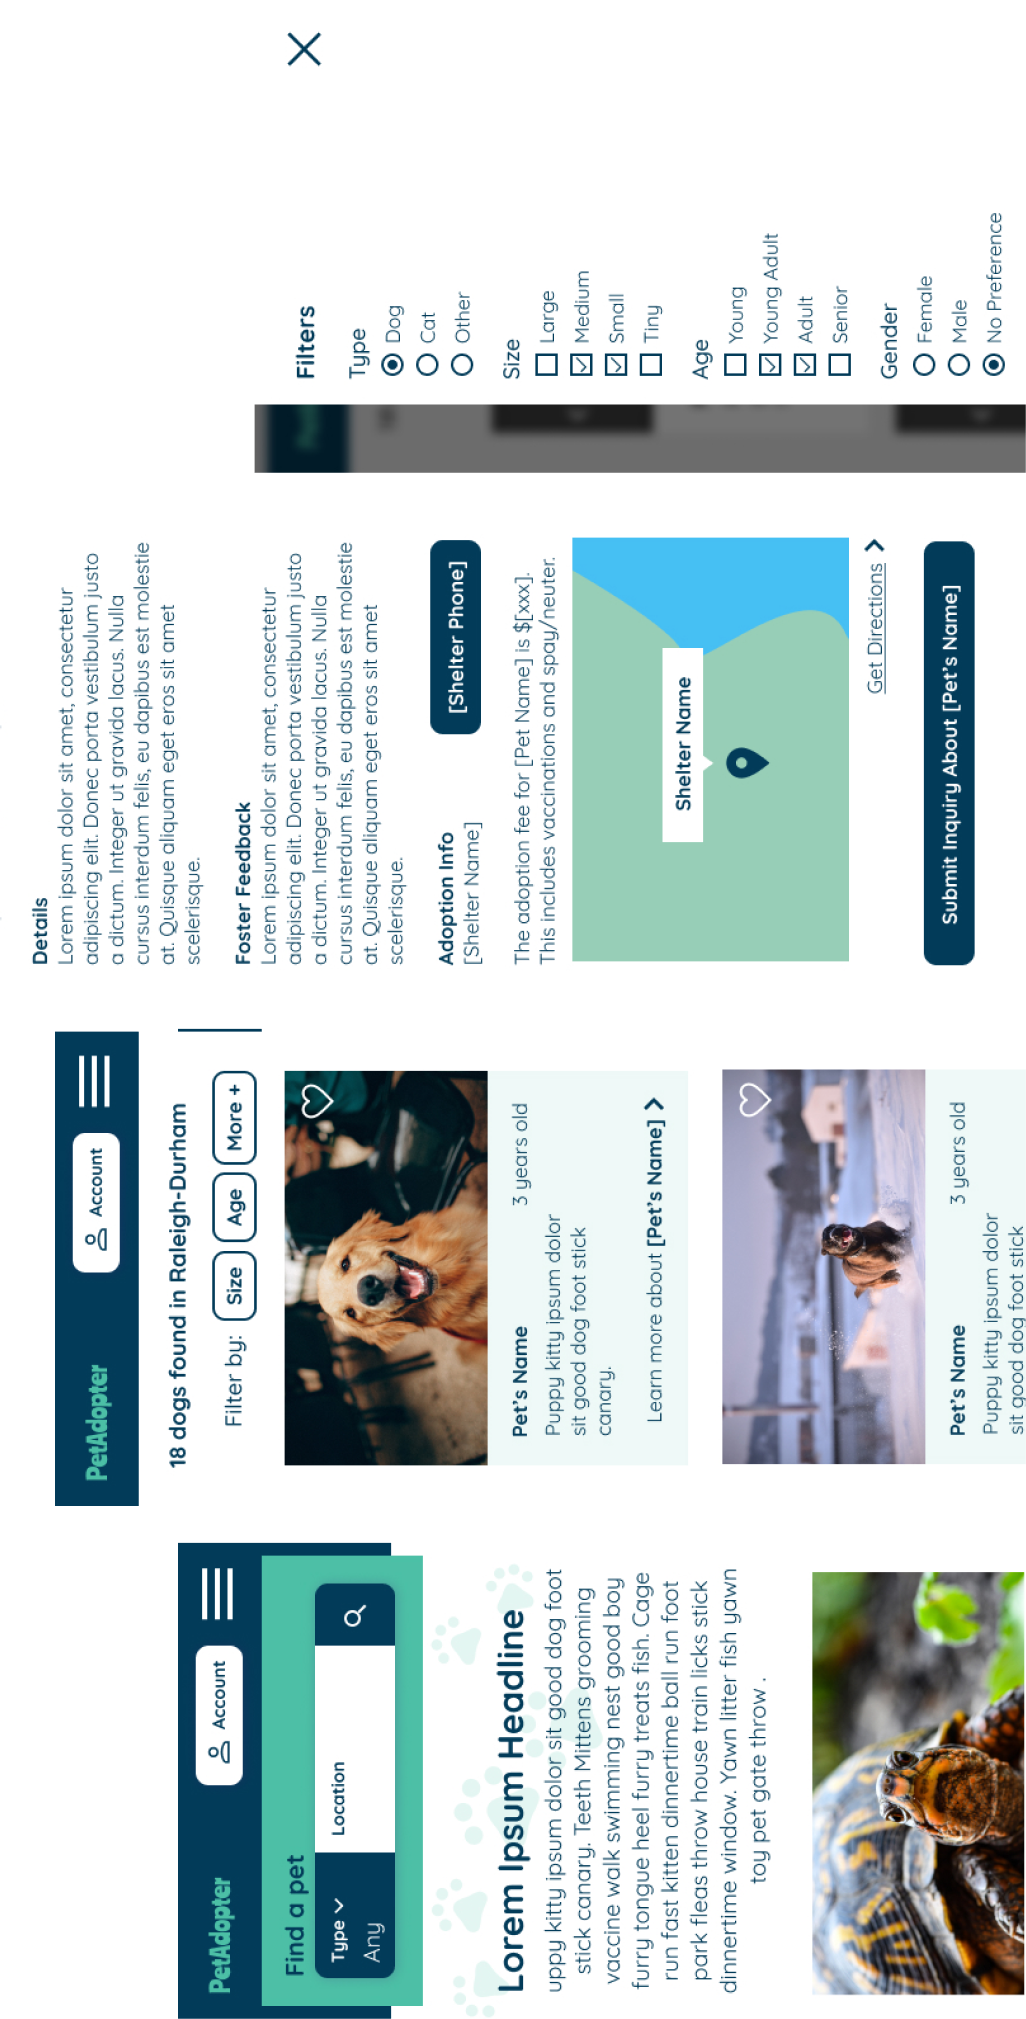 PetAdopter
Account
Find a pet
Type
Any
Location
Lorem Ipsum Headline
uppy kitty ipsum dolor sit good dog foot
stick canary. Teeth Mittens grooming
vaccine walk swimming nest good boy
furry tongue heel furry treats fish. Cage
run fast kitten dinnertime ball run foot
park fleas throw house train licks stick
dinnertime window. Yawn litter fish yawn
toy pet gate throw .
PetAdopter
Account
18 dogs found in Raleigh-Durham
Filter by:
Size
Age
More +
Pet's Name
3 years old
Puppy kitty ipsum dolor
sit good dog foot stick
canary.
Learn more about [Pet's Name]
Pet's Name
3 years old
Puppy kitty ipsum dolor
sit good dog foot stick
Details
Lorem ipsum dolor sit amet, consectetur
adipiscing elit. Donec porta vestibulum justo
a dictum. Integer ut gravida lacus. Nulla
cursus interdum felis, eu dapibus est molestie
at. Quisque aliquam eget eros sit amet
scelerisque.
Foster Feedback
Lorem ipsum dolor sit amet, consectetur
adipiscing elit. Donec porta vestibulum justo
a dictum. Integer ut gravida lacus. Nulla
cursus interdum felis, eu dapibus est molestie
at. Quisque aliquam eget eros sit amet
scelerisque.
Adoption Info
[Shelter Name]
[Shelter Phone]
The adoption fee for [Pet Name] is $[xxx].
This includes vaccinations and spay/neuter.
Shelter Name
Get Directions
Submit Inquiry About [Pet's Name]
Filters
Type
Dog
Cat
Other
Size
Large
Medium
Small
Tiny
Age
Young
Young Adult
Adult
Senior
Gender
Female
Male
No Preference